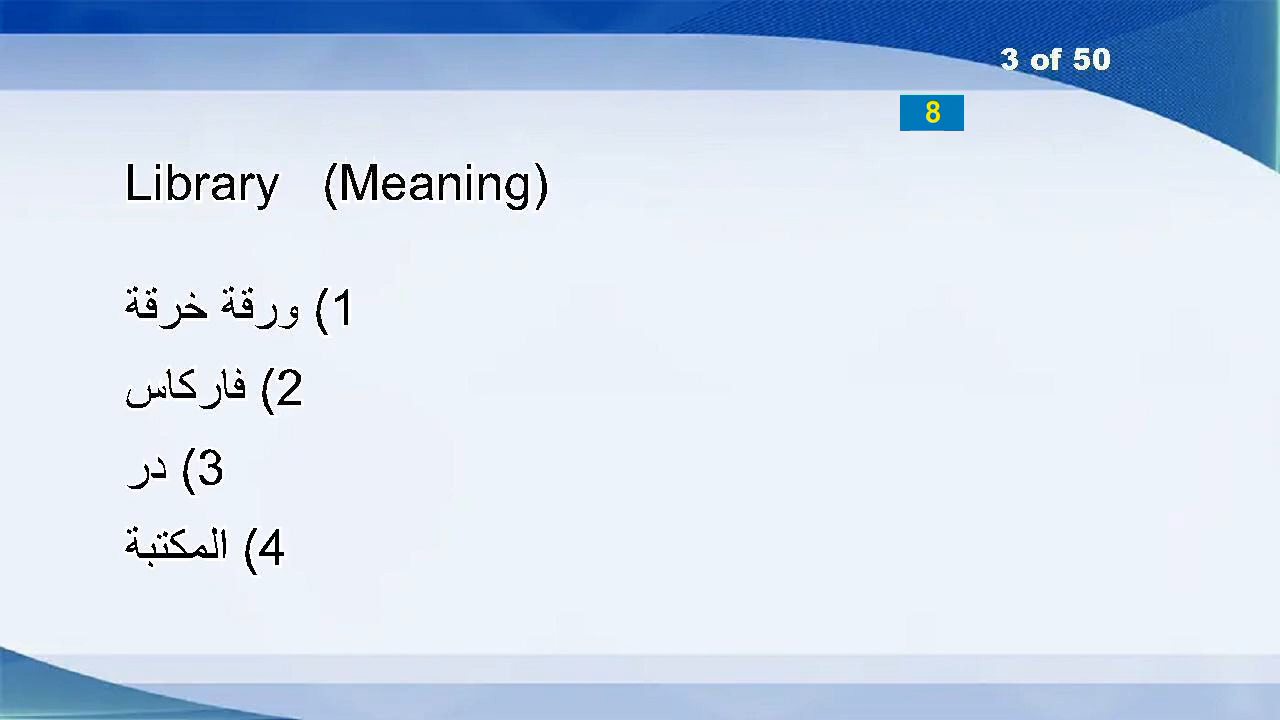 3 of 50
8
Library (Meaning)
1) ورقة خرقة
2) فاركاس
3) در
4) المكتبة